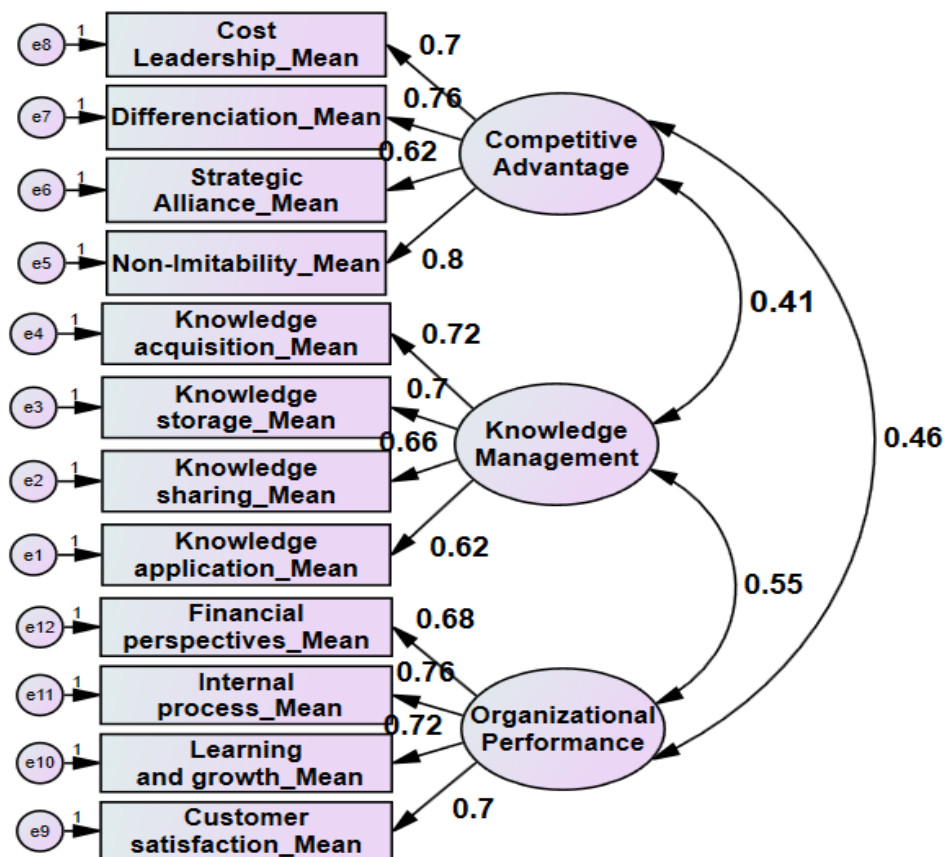 e8
1
Cost
Leadership_Mean
0.7
e7
1
Differenciation_Mean
0.76
e6
1
Strategic
Alliance_Mean
0.62
Competitive
Advantage
e5
1
Non-Imitability_Mean
0.8
e4
1
Knowledge
acquisition_Mean
0.72
0.41
e3
1
Knowledge
storage_Mean
0.7
e2
1
Knowledge
sharing_Mean
0.66
Knowledge
Management
0.46
e1
1
Knowledge
application_Mean
0.62
0.55
e12
1
Financial
perspectives_Mean
0.68
e11
1
Internal
process_Mean
0.76
e10
1
Learning
and growth_Mean
0.72
Organizational
Performance
e9
1
Customer
satisfaction_Mean
0.7